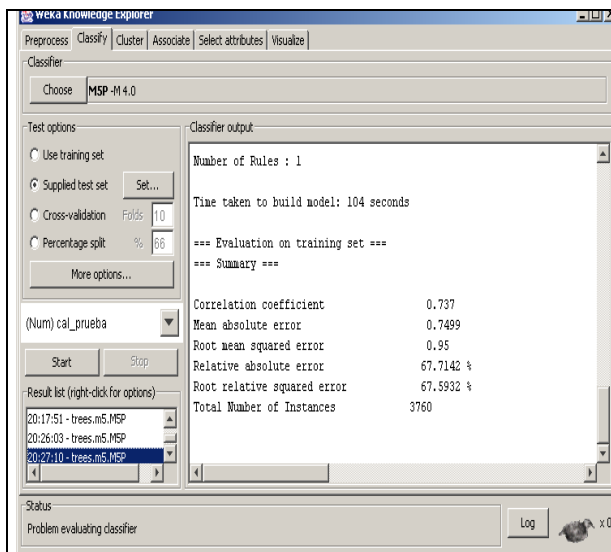 Weka Knowledge Explorer
Preprocess Classify Cluster Associate Select attributes Visualize
Classifier
Choose M5P -M 4.0
Test options
Use training set
Supplied test set Set...
Cross-validation Folds 10
Percentage split % 66
More options...
(Num) cal_prueba
Start Stop
Result list (right-click for options)
20:17:51 - trees.m5.M5P
20:26:03 - trees.m5.M5P
20:27:10 - trees.m5.M5P
Classifier output
Number of Rules : 1
Time taken to build model: 104 seconds
=== Evaluation on training set ===
=== Summary ===
Correlation coefficient 0.737
Mean absolute error 0.7499
Root mean squared error 0.95
Relative absolute error 67.7142 %
Root relative squared error 67.5932 %
Total Number of Instances 3760
Status
Problem evaluating classifier
Log x 0